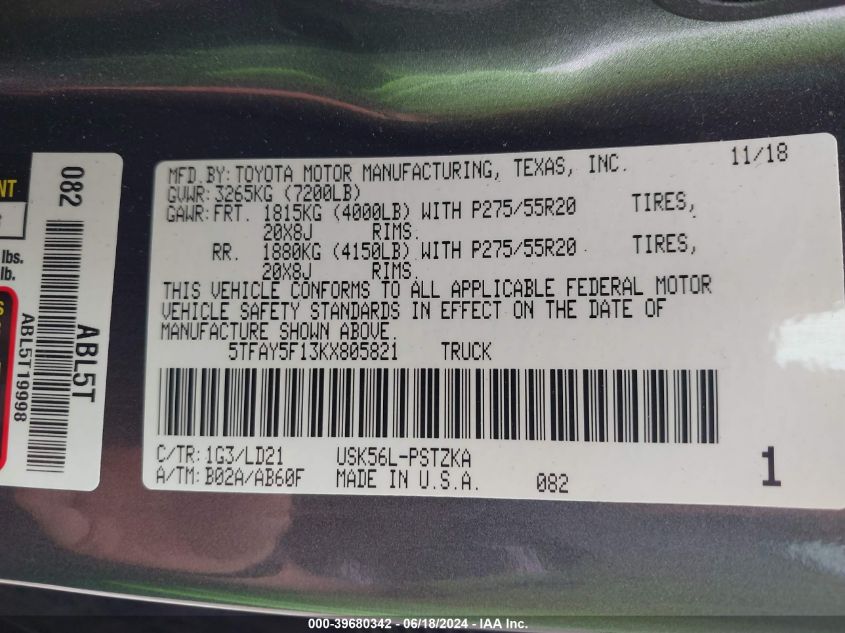 MFD.BY: TOYOTA MOTOR MANUFACTURING, TEXAS, INC. 11/18
GVWR: 3265KG (7200LB)
GAWR: FRT. 1815KG (4000LB) WITH P275/55R20 TIRES,
20X8J RIMS.
RR. 1880KG (4150LB) WITH P275/55R20 TIRES,
20X8J RIMS.
THIS VEHICLE CONFORMS TO ALL APPLICABLE FEDERAL MOTOR
VEHICLE SAFETY STANDARDS IN EFFECT ON THE DATE OF
MANUFACTURE SHOWN ABOVE.
5TFAY5F13KX805821 TRUCK
C/TR: 1G3/LD21 USK56L-PSTZKA
A/TM: B02A/AB60F MADE IN U.S.A. 082
1
082
ABL5T
ABL5T19998
NT
lbs.
lb.
000-39680342 - 06/18/2024 - IAA Inc.